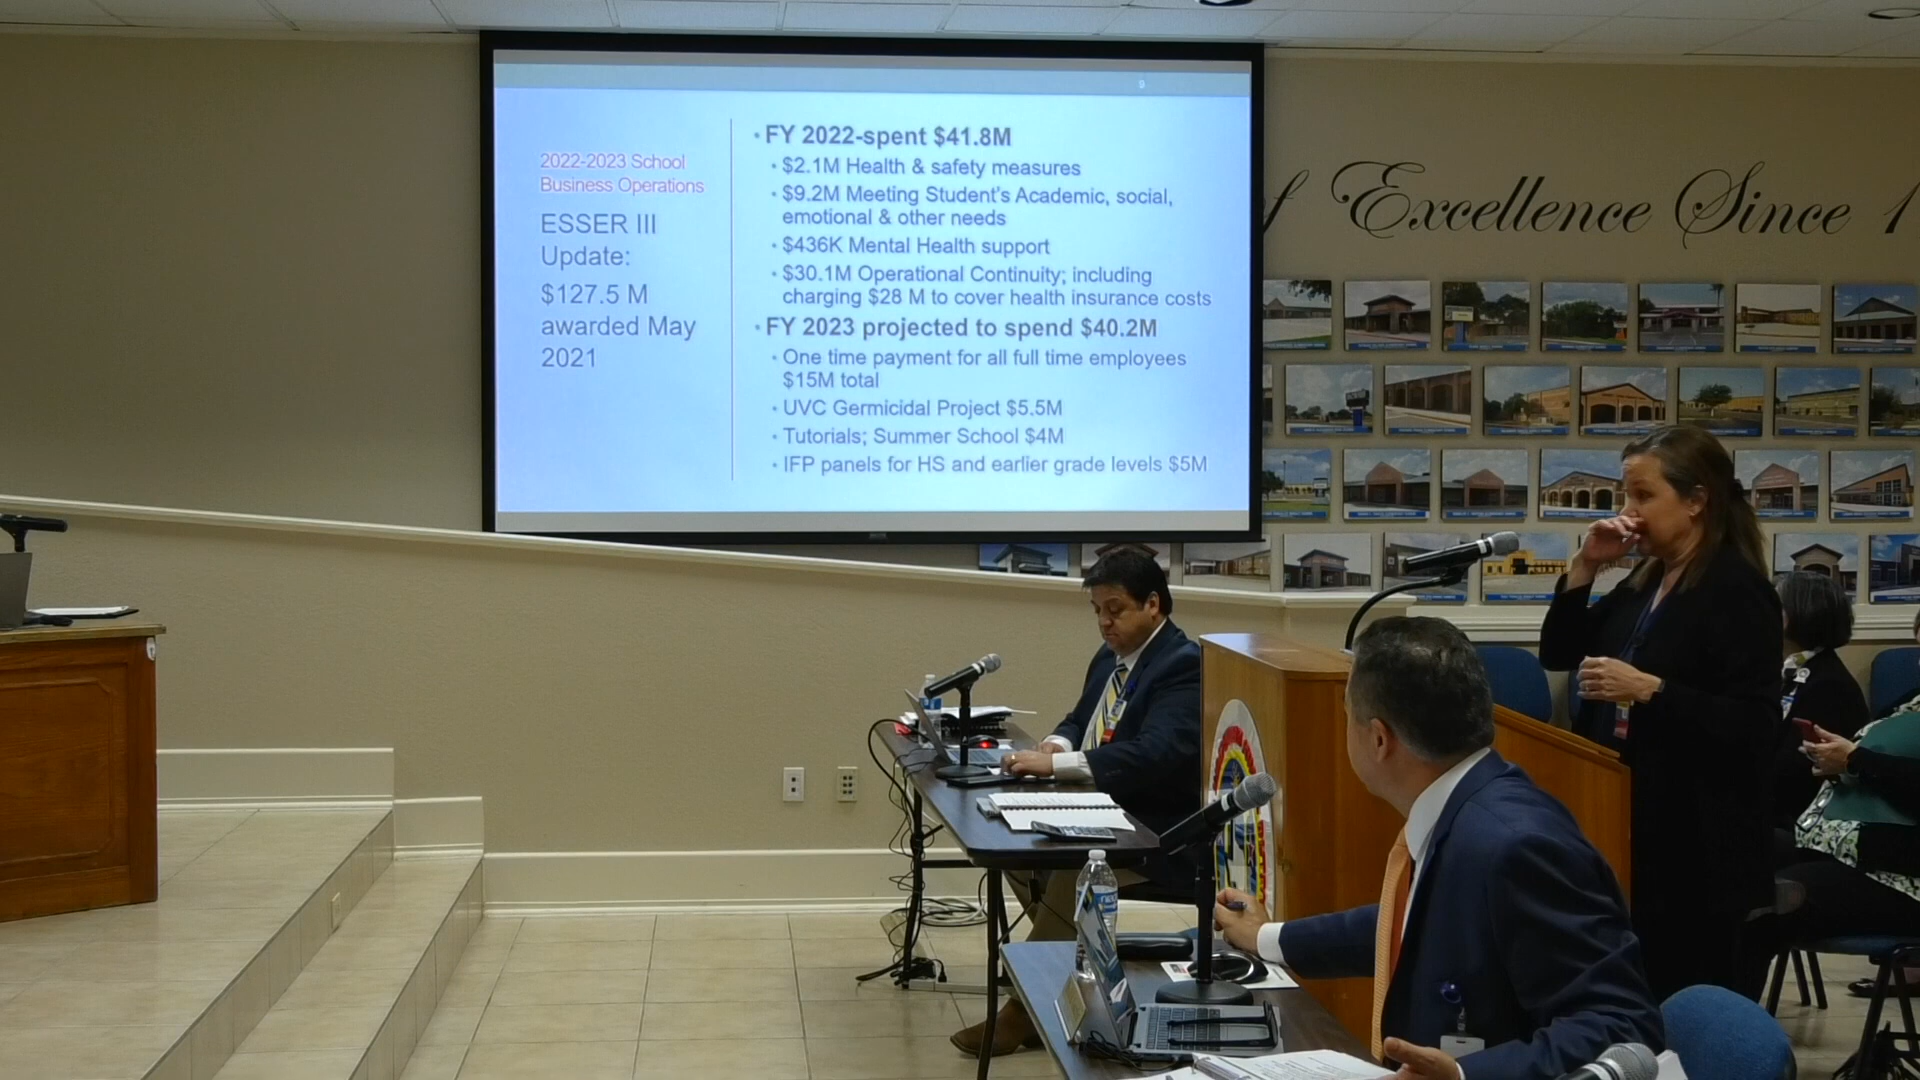 9
2022-2023 School
Business Operations
ESSER III
Update:
$127.5 M
awarded May
2021
• FY 2022-spent $41.8M
• $2.1M Health & safety measures
• $9.2M Meeting Student's Academic, social,
emotional & other needs
• $436K Mental Health support
• $30.1M Operational Continuity; including
charging $28 M to cover health insurance costs
• FY 2023 projected to spend $40.2M
• One time payment for all full time employees
$15M total
• UVC Germicidal Project $5.5M
• Tutorials; Summer School $4M
• IFP panels for HS and earlier grade levels $5M
f Excellence Since 1